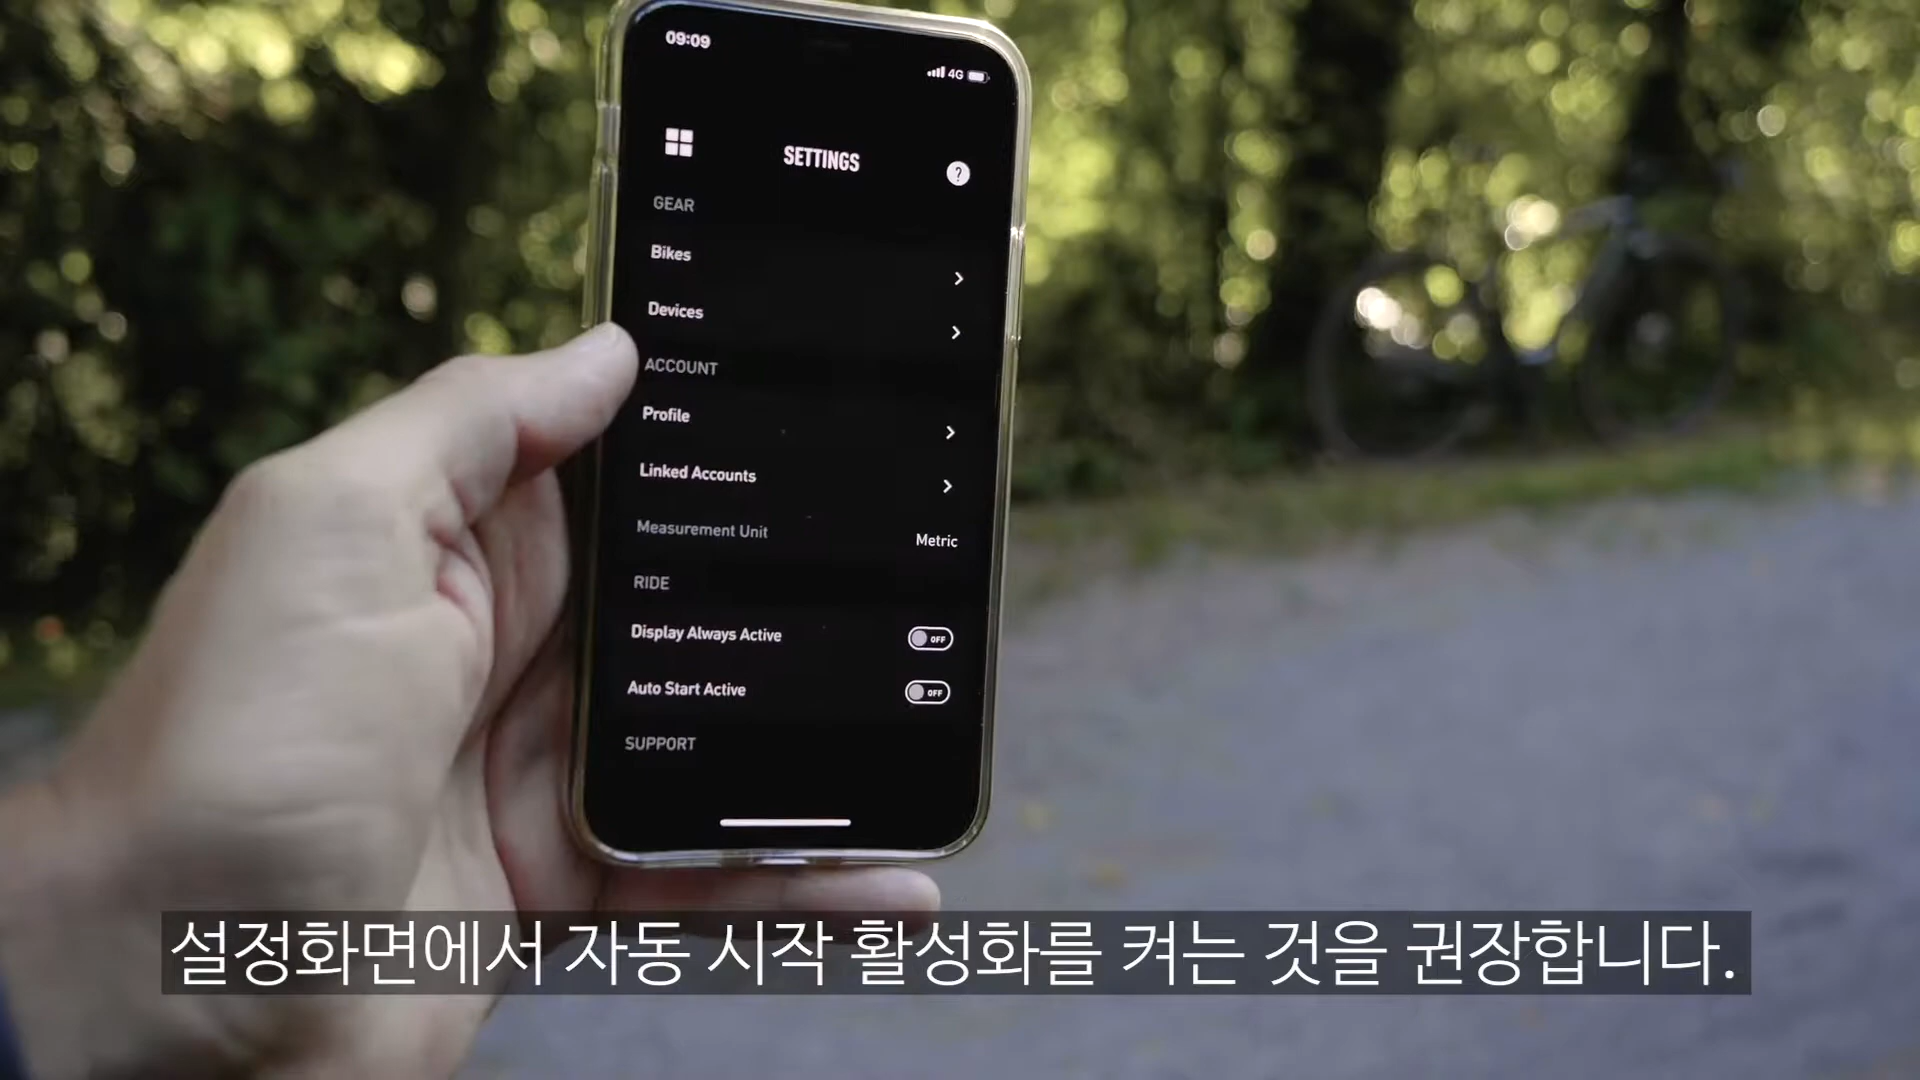 09:09
4G
SETTINGS
?
GEAR
Bikes
Devices
ACCOUNT
Profile
Linked Accounts
Measurement Unit Metric
RIDE
Display Always Active OFF
Auto Start Active OFF
SUPPORT
설정화면에서 자동 시작 활성화를 켜는 것을 권장합니다.